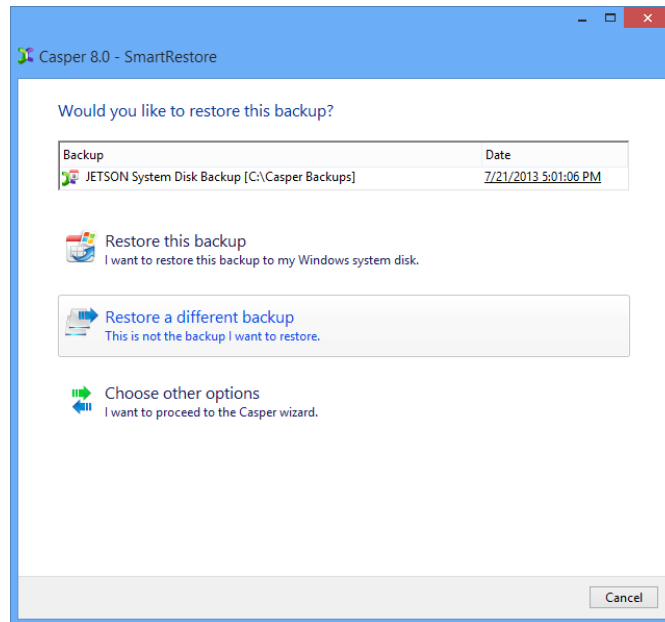 Casper 8.0 - SmartRestore
Would you like to restore this backup?
Backup Date
JETSON System Disk Backup [C:\Casper Backups] 7/21/2013 5:01:06 PM
Restore this backup
I want to restore this backup to my Windows system disk.
Restore a different backup
This is not the backup I want to restore.
Choose other options
I want to proceed to the Casper wizard.
Cancel